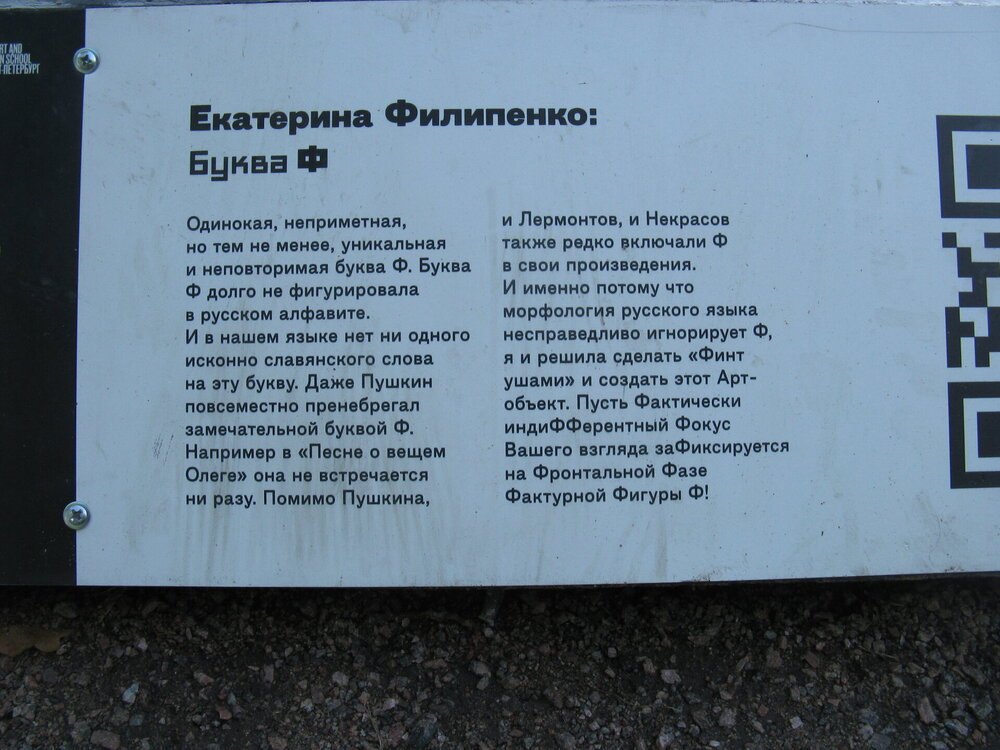 RT AND
N SCHOOL
Т-ПЕТЕРБУРГ
Екатерина Филипенко:
Буква Ф
Одинокая, неприметная,
но тем не менее, уникальная
и неповторимая буква Ф. Буква
Ф долго не фигурировала
в русском алфавите.
И в нашем языке нет ни одного
исконно славянского слова
на эту букву. Даже Пушкин
повсеместно пренебрегал
замечательной буквой Ф.
Например в «Песне о вещем
Олеге» она не встречается
ни разу. Помимо Пушкина,
и Лермонтов, и Некрасов
также редко включали Ф
в свои произведения.
И именно потому что
морфология русского языка
несправедливо игнорирует Ф,
я и решила сделать «Финт
ушами» и создать этот Арт-
объект. Пусть Фактически
индиФФерентный Фокус
Вашего взгляда заФиксируется
на Фронтальной Фазе
Фактурной Фигуры Ф!